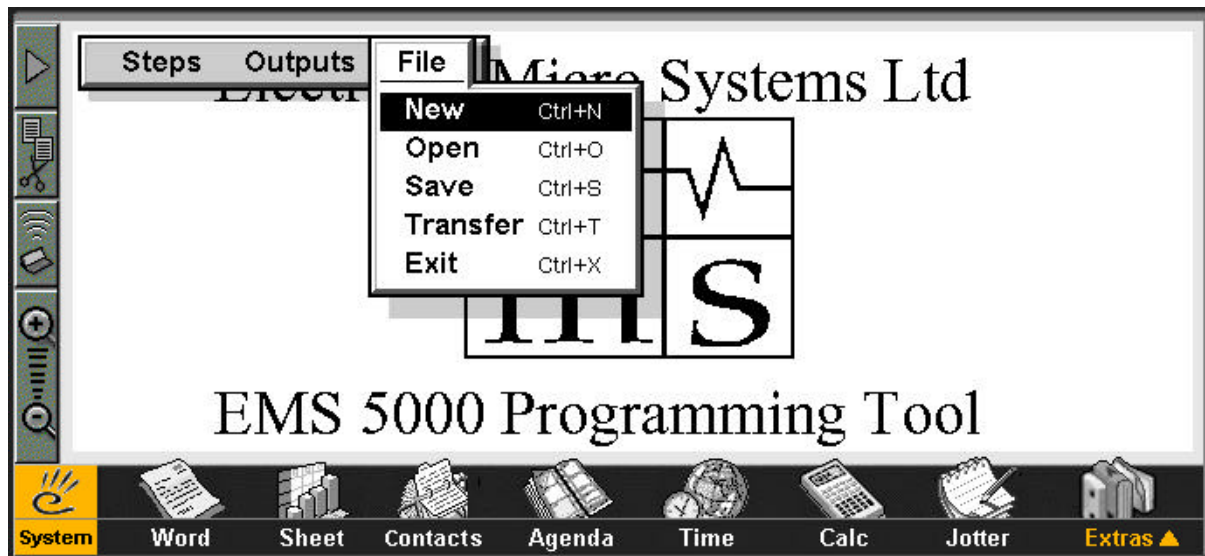 Steps Outputs File
Systems Ltd
New Ctrl+N
Open Ctrl+O
Save Ctrl+S
Transfer Ctrl+T
Exit Ctrl+X
m s
EMS 5000 Programming Tool
System Word Sheet Contacts Agenda Time Calc Jotter Extras